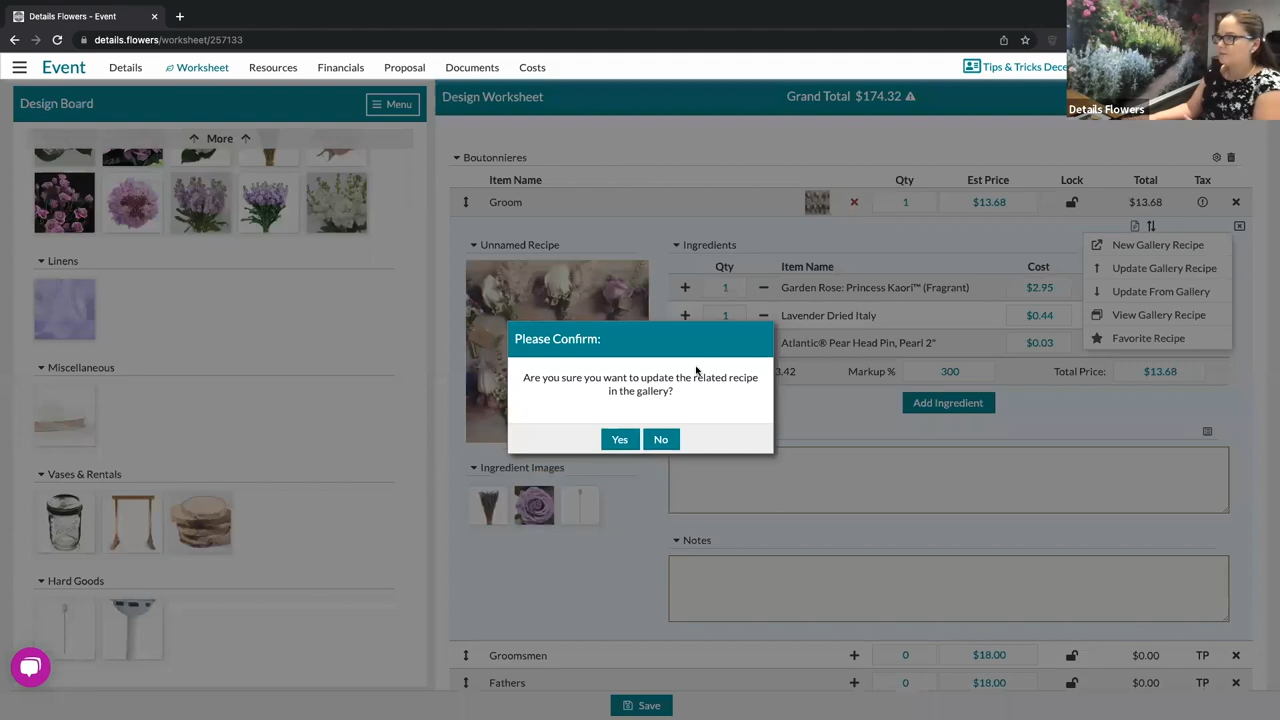 Details Flowers - Event
details.flowers/worksheet/257133
Event
Details
Worksheet
Resources
Financials
Proposal
Documents
Costs
Tips & Tricks Dece
Details Flowers
Design Board
Menu
Design Worksheet
Grand Total $174.32
More
Boutonnieres
Item Name
Qty
Est Price
Lock
Total
Tax
Groom
1
$13.68
$13.68
Unnamed Recipe
Ingredients
New Gallery Recipe
Update Gallery Recipe
Update From Gallery
View Gallery Recipe
Favorite Recipe
Qty
Item Name
Cost
1
Garden Rose: Princess Kaori™ (Fragrant)
$2.95
1
Lavender Dried Italy
$0.44
Atlantic® Pear Head Pin, Pearl 2"
$0.03
3.42
Markup %
300
Total Price:
$13.68
Add Ingredient
Please Confirm:
Are you sure you want to update the related recipe
in the gallery?
Yes
No
Linens
Miscellaneous
Vases & Rentals
Hard Goods
Ingredient Images
Notes
Groomsmen
0
$18.00
$0.00
TP
Fathers
0
$18.00
$0.00
TP
Save